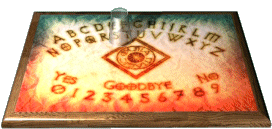 ABCDEFGHIJKLM
NOPQRSTUVWXYZ
YES NO
GOODBYE
0123456789